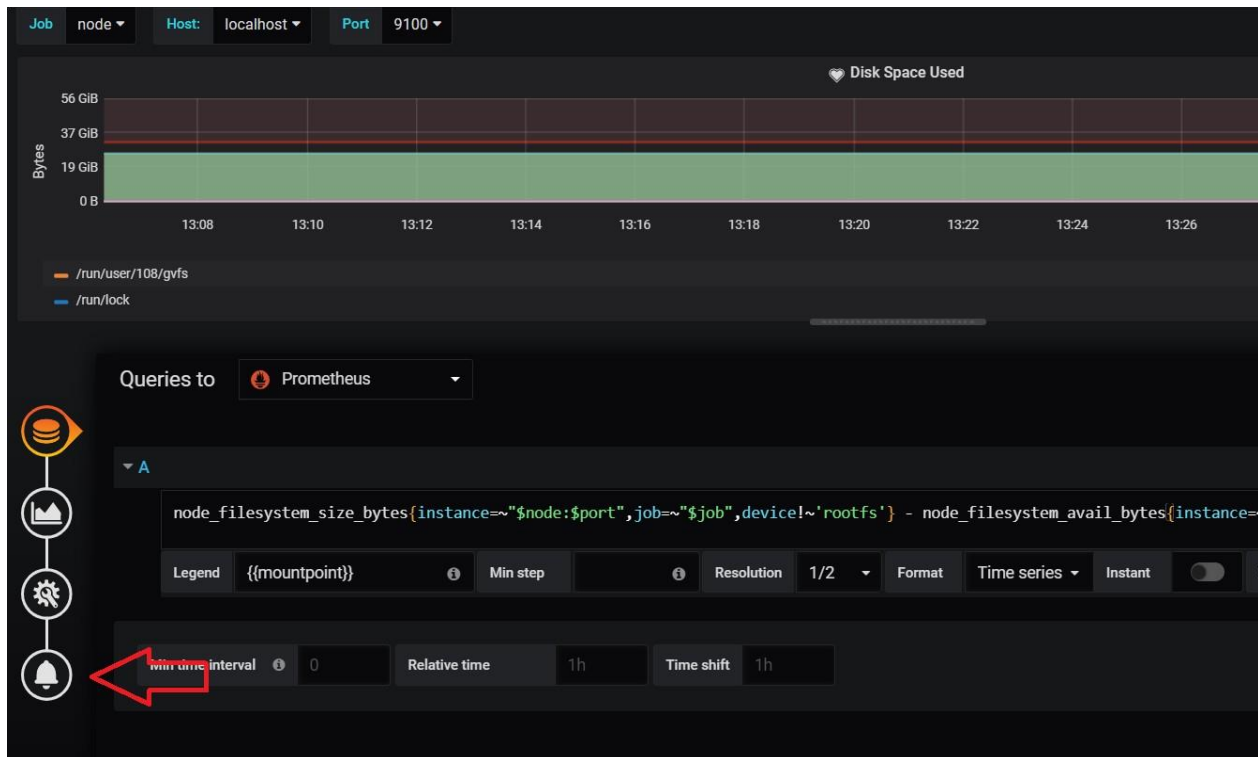 Job node Host: localhost Port 9100
Disk Space Used
56 GiB
37 GiB
19 GiB
0 B
Bytes
13:08 13:10 13:12 13:14 13:16 13:18 13:20 13:22 13:24 13:26
/run/user/108/gvfs
/run/lock
Queries to Prometheus
A
node_filesystem_size_bytes{instance=~"$node:$port",job=~"$job",device!~'rootfs'} - node_filesystem_avail_bytes{instance=~
Legend {{mountpoint}} Min step Resolution 1/2 Format Time series Instant
Min time interval 0 Relative time 1h Time shift 1h